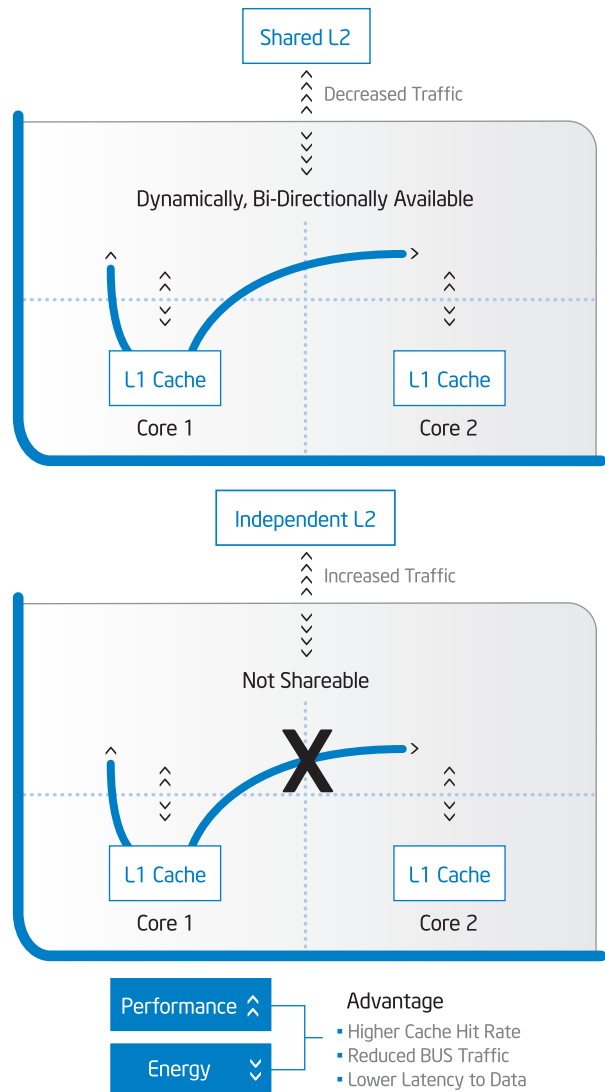 Shared L2
Decreased Traffic
Dynamically, Bi-Directionally Available
L1 Cache
L1 Cache
Core 1
Core 2
Independent L2
Increased Traffic
Not Shareable
X
L1 Cache
L1 Cache
Core 1
Core 2
Performance
Energy
Advantage
▪ Higher Cache Hit Rate
▪ Reduced BUS Traffic
▪ Lower Latency to Data